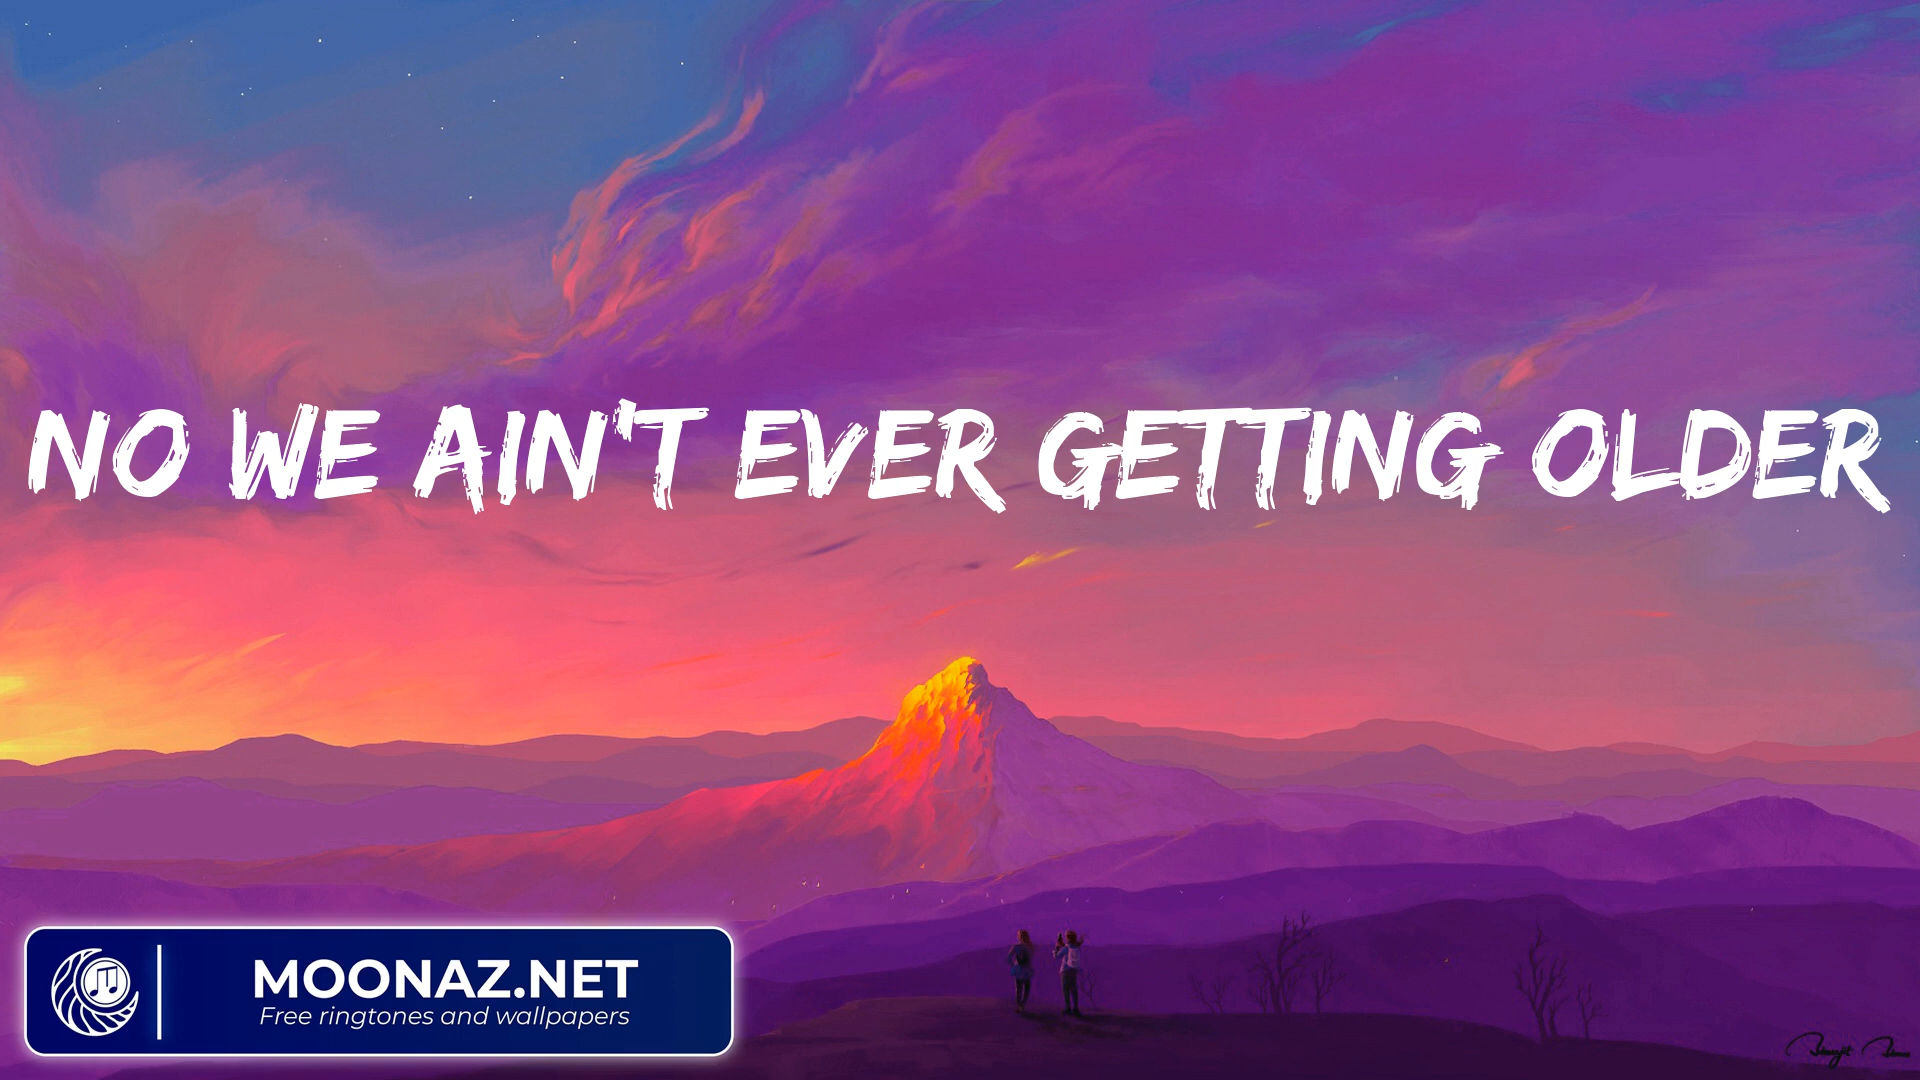 NO WE AIN'T EVER GETTING OLDER
MOONAZ.NET
Free ringtones and wallpapers